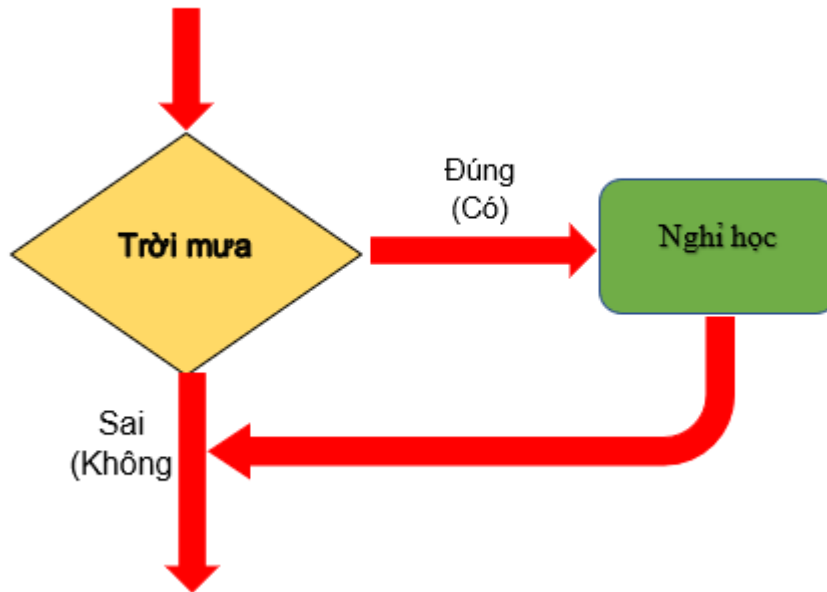 Đúng
(Có)
Trời mưa
Nghỉ học
Sai
(Không